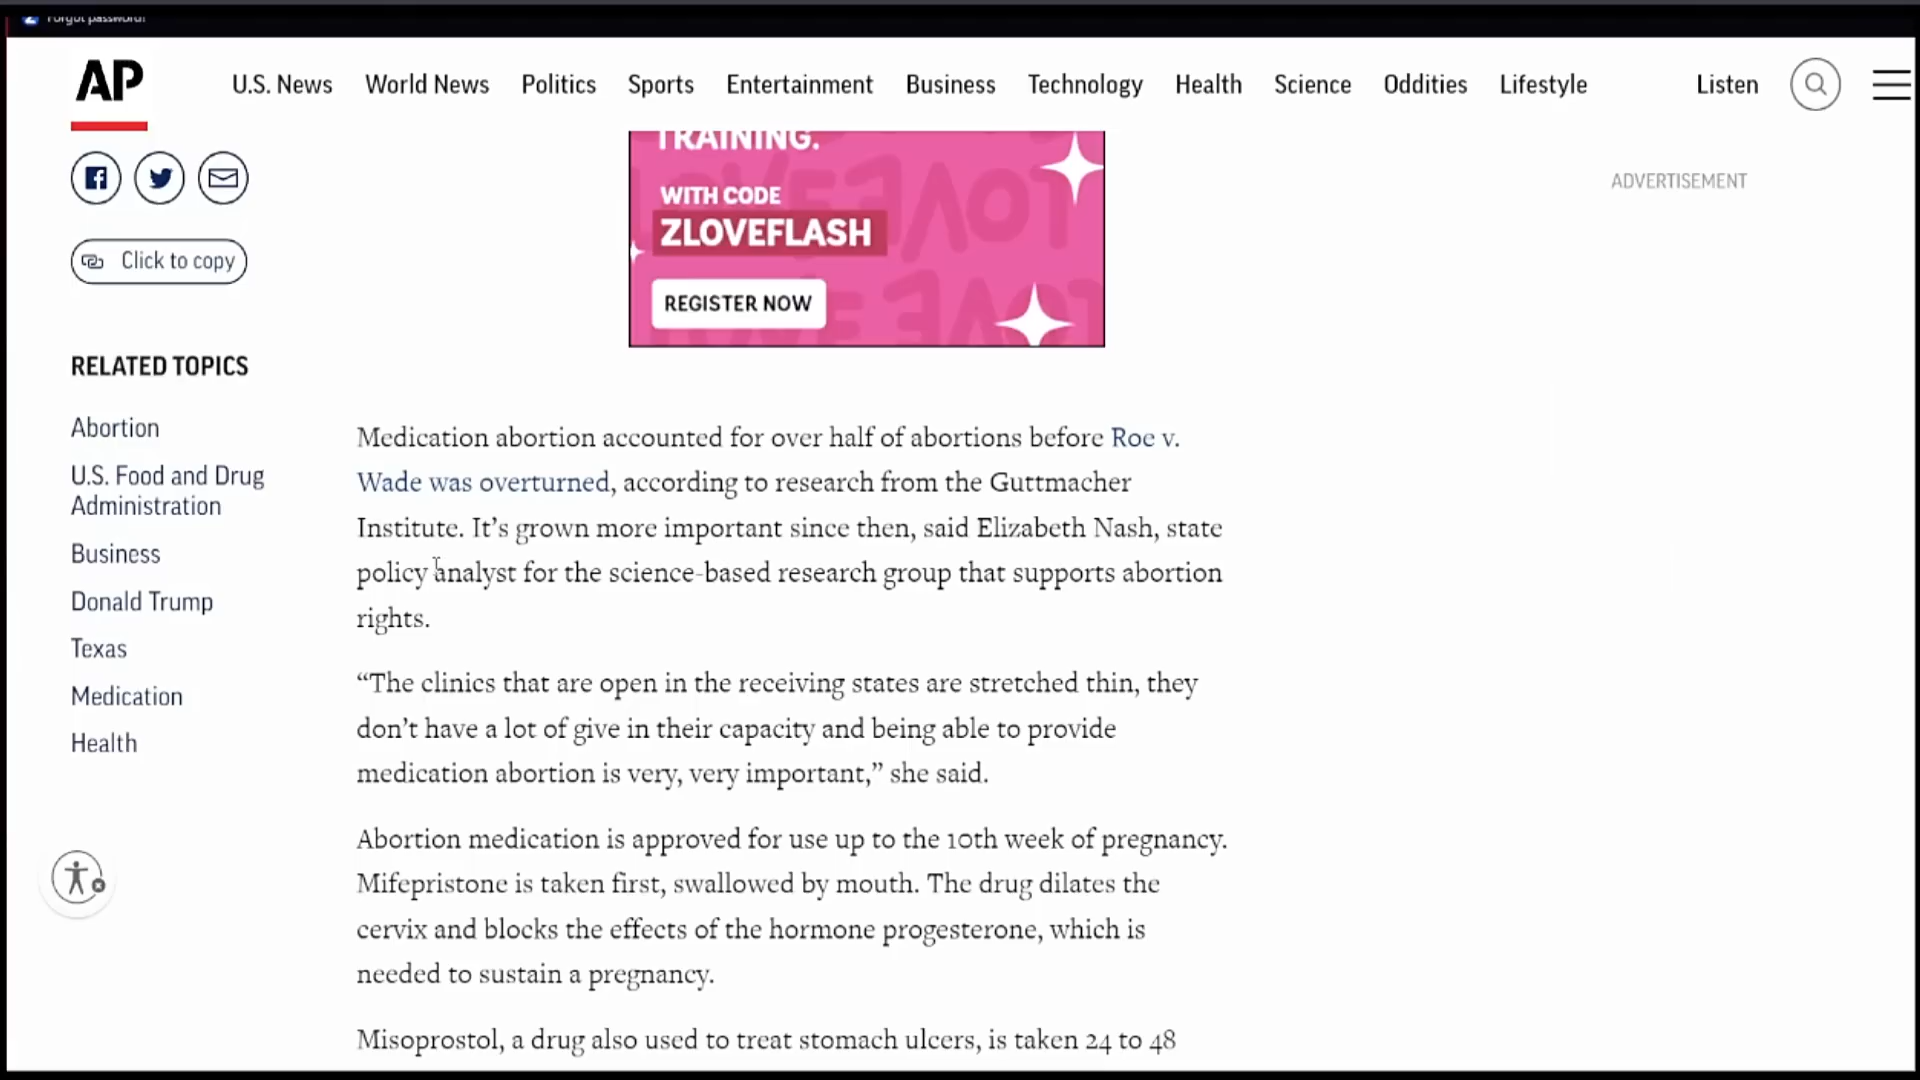 Forgot password?
AP
U.S. News World News Politics Sports Entertainment Business Technology Health Science Oddities Lifestyle Listen
TRAINING.
WITH CODE
ZLOVEFLASH
REGISTER NOW
ADVERTISEMENT
Click to copy
RELATED TOPICS
Abortion
U.S. Food and Drug
Administration
Business
Donald Trump
Texas
Medication
Health
Medication abortion accounted for over half of abortions before Roe v.
Wade was overturned, according to research from the Guttmacher
Institute. It’s grown more important since then, said Elizabeth Nash, state
policy analyst for the science-based research group that supports abortion
rights.
“The clinics that are open in the receiving states are stretched thin, they
don’t have a lot of give in their capacity and being able to provide
medication abortion is very, very important,” she said.
Abortion medication is approved for use up to the 10th week of pregnancy.
Mifepristone is taken first, swallowed by mouth. The drug dilates the
cervix and blocks the effects of the hormone progesterone, which is
needed to sustain a pregnancy.
Misoprostol, a drug also used to treat stomach ulcers, is taken 24 to 48